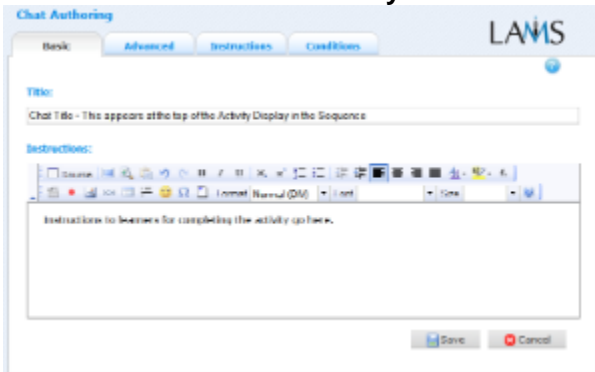 Chat Authoring
LAMS
Basic Advanced Instructions Conditions
Title:
Chat Title - This appears at the top of the Activity Display in the Sequence
Instructions:
Source
Format Normal (DIV) Font Size
Instructions to learners for completing the activity go here.
Save Cancel